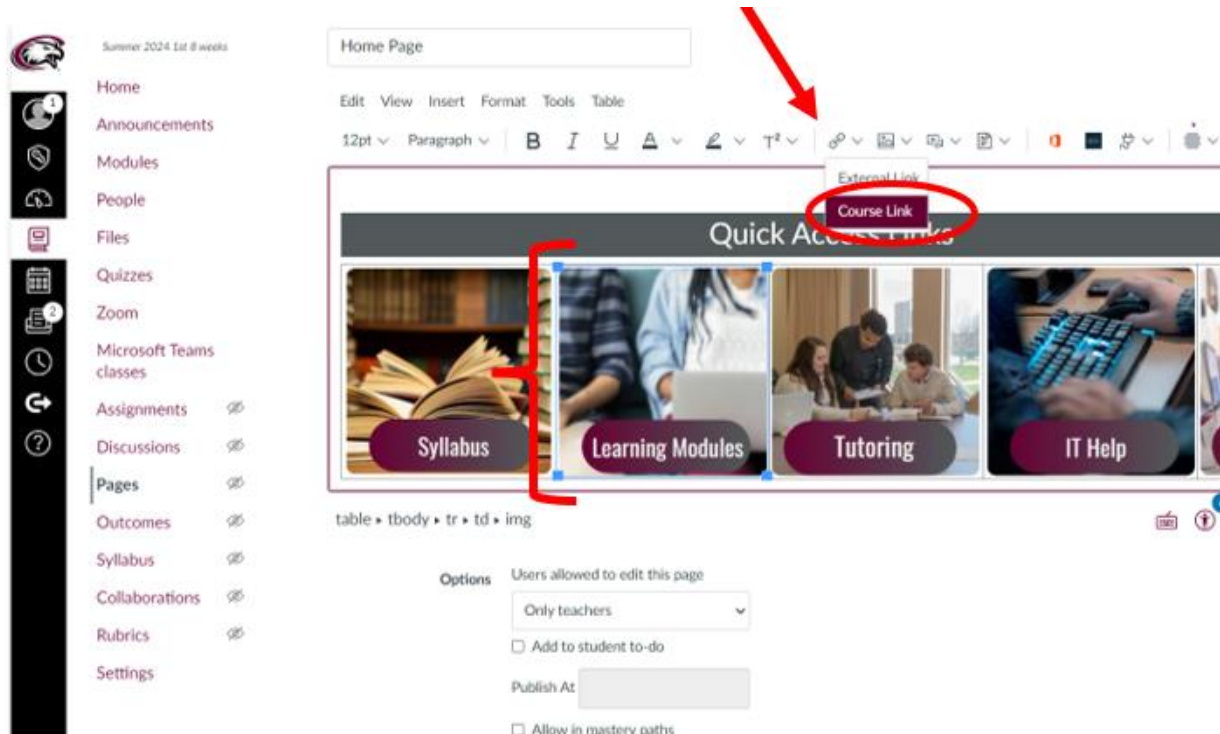 Summer 2024 1st 8 weeks
1
2
Home
Announcements
Modules
People
Files
Quizzes
Zoom
Microsoft Teams
classes
Assignments
Discussions
Pages
Outcomes
Syllabus
Collaborations
Rubrics
Settings
Home Page
Edit View Insert Format Tools Table
12pt Paragraph B I U A T²
External Link
Course Link
Quick Access Links
Syllabus Learning Modules Tutoring IT Help
table ▸ tbody ▸ tr ▸ td ▸ img
Options Users allowed to edit this page
Only teachers
Add to student to-do
Publish At
Allow in mastery paths